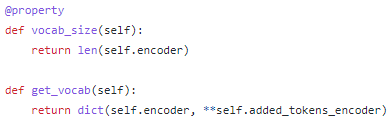 @property
def vocab_size(self):
    return len(self.encoder)

def get_vocab(self):
    return dict(self.encoder, **self.added_tokens_encoder)